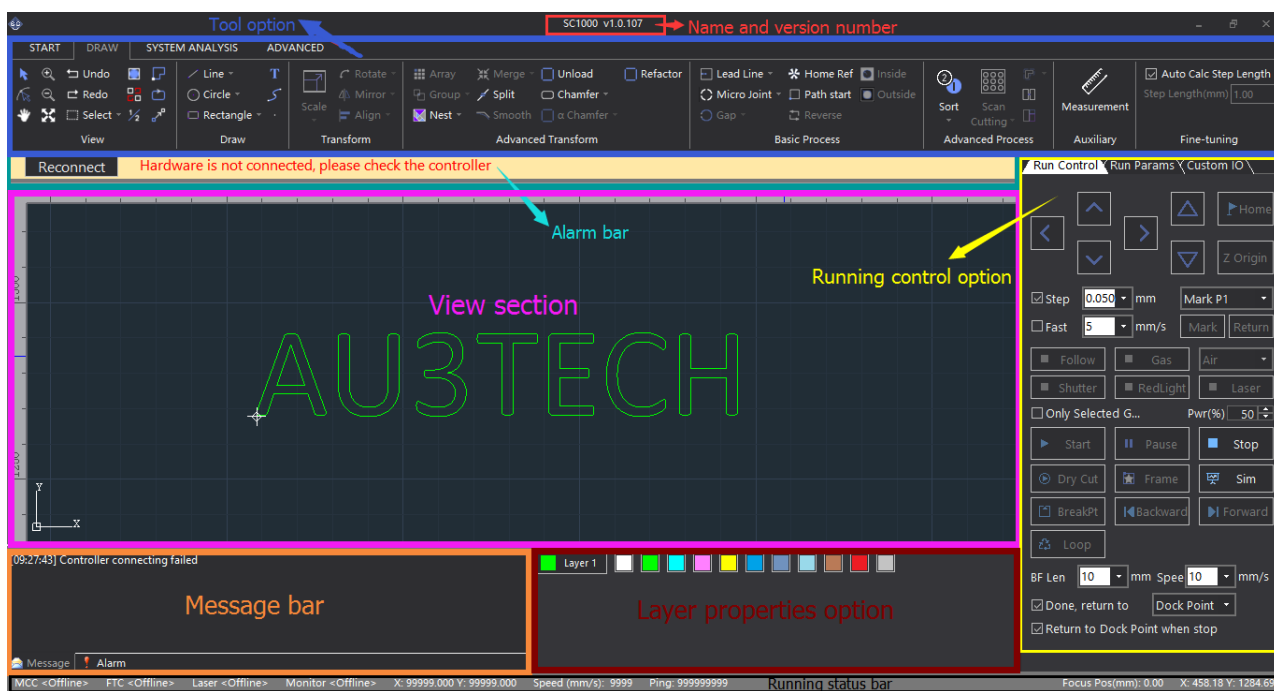 Tool option
SC1000 v1.0.107
Name and version number
START DRAW SYSTEM ANALYSIS ADVANCED
Undo Line T Rotate Array Merge Unload Refactor Lead Line Home Ref Inside Auto Calc Step Length
Redo Circle Mirror Group Split Chamfer Micro Joint Path start Outside Step Length(mm) 1.00
Select 1/2 Rectangle Scale Align Nest Smooth α Chamfer Gap Reverse Sort Scan Cutting Measurement
View Draw Transform Advanced Transform Basic Process Advanced Process Auxiliary Fine-tuning
Reconnect Hardware is not connected, please check the controller
Run Control Run Params Custom IO
Home
Alarm bar
Z Origin
Running control option
1500
View section
Step 0.050 mm Mark P1
Fast 5 mm/s Mark Return
AU3TECH
Follow Gas Air
Shutter RedLight Laser
Only Selected G... Pwr(%) 50
Start Pause Stop
1250
Y
X
Dry Cut Frame Sim
BreakPt Backward Forward
Loop
[09:27:43] Controller connecting failed
Layer 1
BF Len 10 mm Spee 10 mm/s
Message bar
Layer properties option
Done, return to Dock Point
Return to Dock Point when stop
Message Alarm
MCC <Offline> FTC <Offline> Laser <Offline> Monitor <Offline> X: 99999.000 Y: 99999.000 Speed (mm/s): 9999 Ping: 999999999 Running status bar Focus Pos(mm): 0.00 X: 458.18 Y: 1284.69